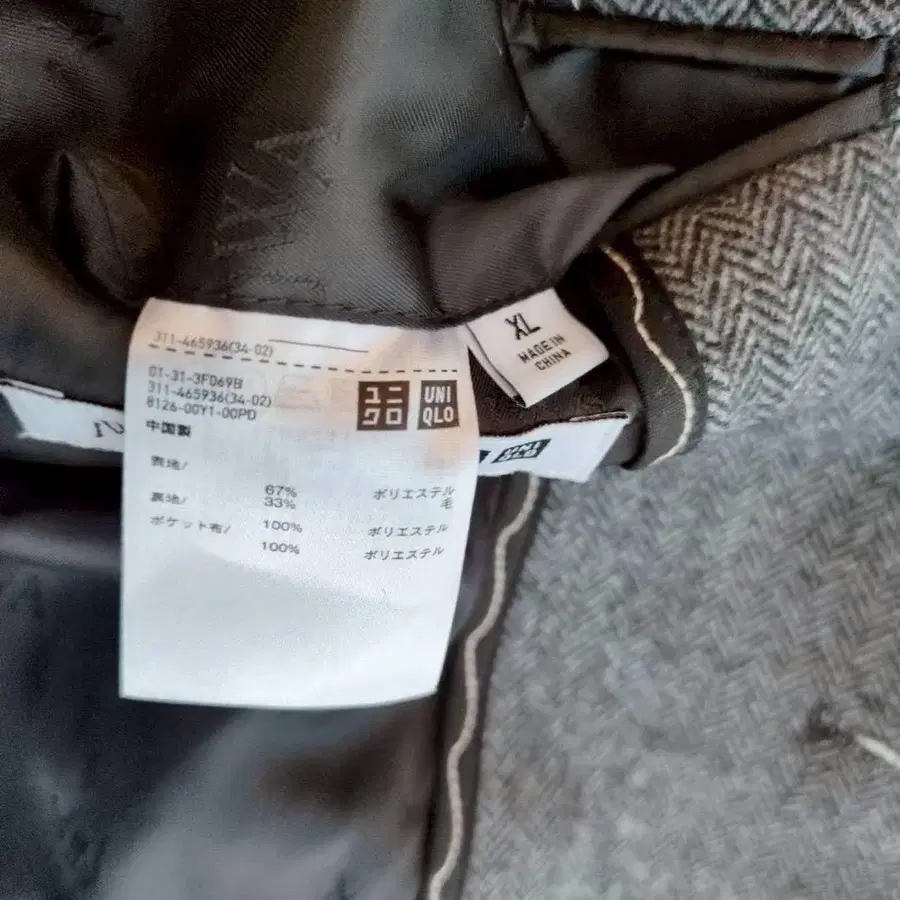 311-465936(34-02)
01-31-3F069B
311-465936(34-02)
8126-00Y1-00PD
中国製
ユニクロ
UNIQLO
表地/
67% ポリエステル
33% 毛
裏地/
100% ポリエステル
ポケット布/
100% ポリエステル
XL
MADE IN
CHINA
UNIQLO